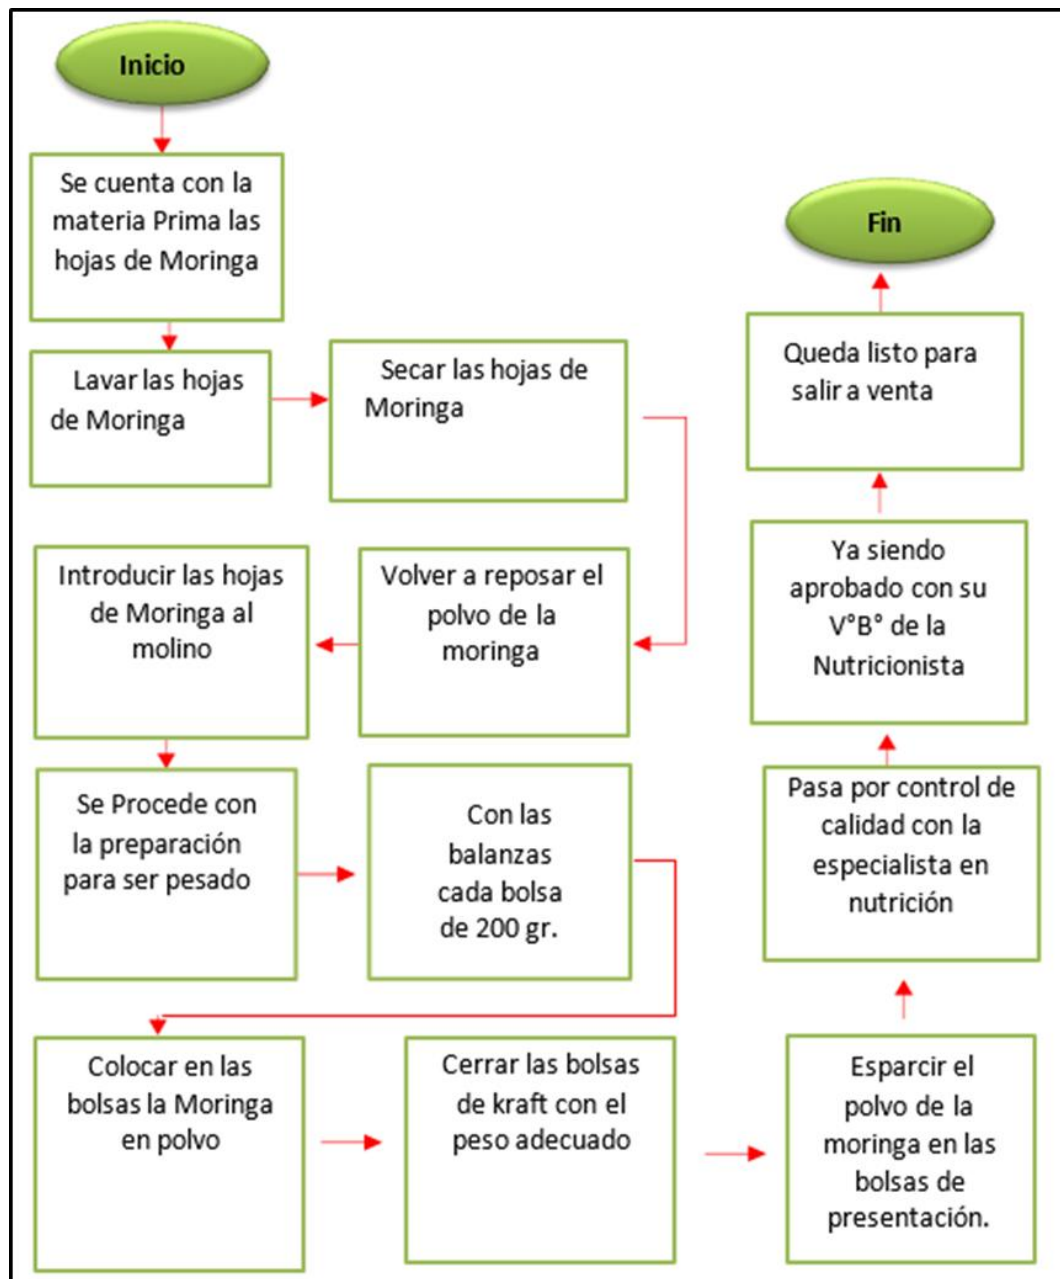 Inicio
Se cuenta con la
materia Prima las
hojas de Moringa
Lavar las hojas
de Moringa
Secar las hojas de
Moringa
Volver a reposar el
polvo de la
moringa
Introducir las hojas
de Moringa al
molino
Se Procede con
la preparación
para ser pesado
Con las
balanzas
cada bolsa
de 200 gr.
Colocar en las
bolsas la Moringa
en polvo
Cerrar las bolsas
de kraft con el
peso adecuado
Esparcir el
polvo de la
moringa en las
bolsas de
presentación.
Pasa por control de
calidad con la
especialista en
nutrición
Ya siendo
aprobado con su
V°B° de la
Nutricionista
Queda listo para
salir a venta
Fin